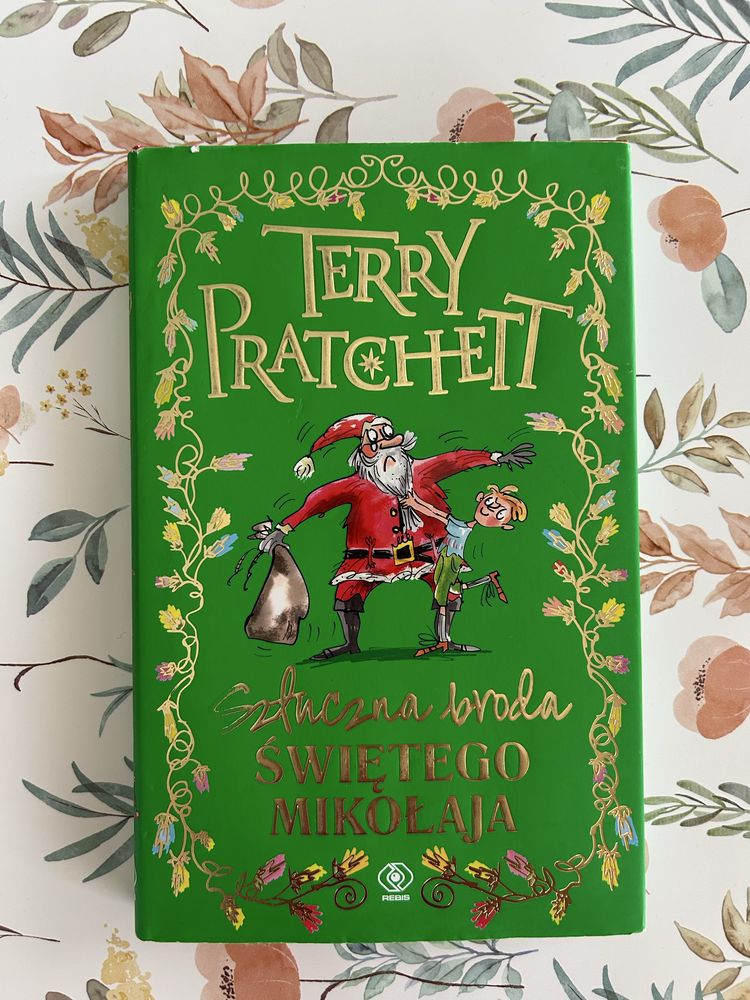 TERRY
PRATCHETT
Sztuczna broda
ŚWIĘTEGO
MIKOŁAJA
REBIS